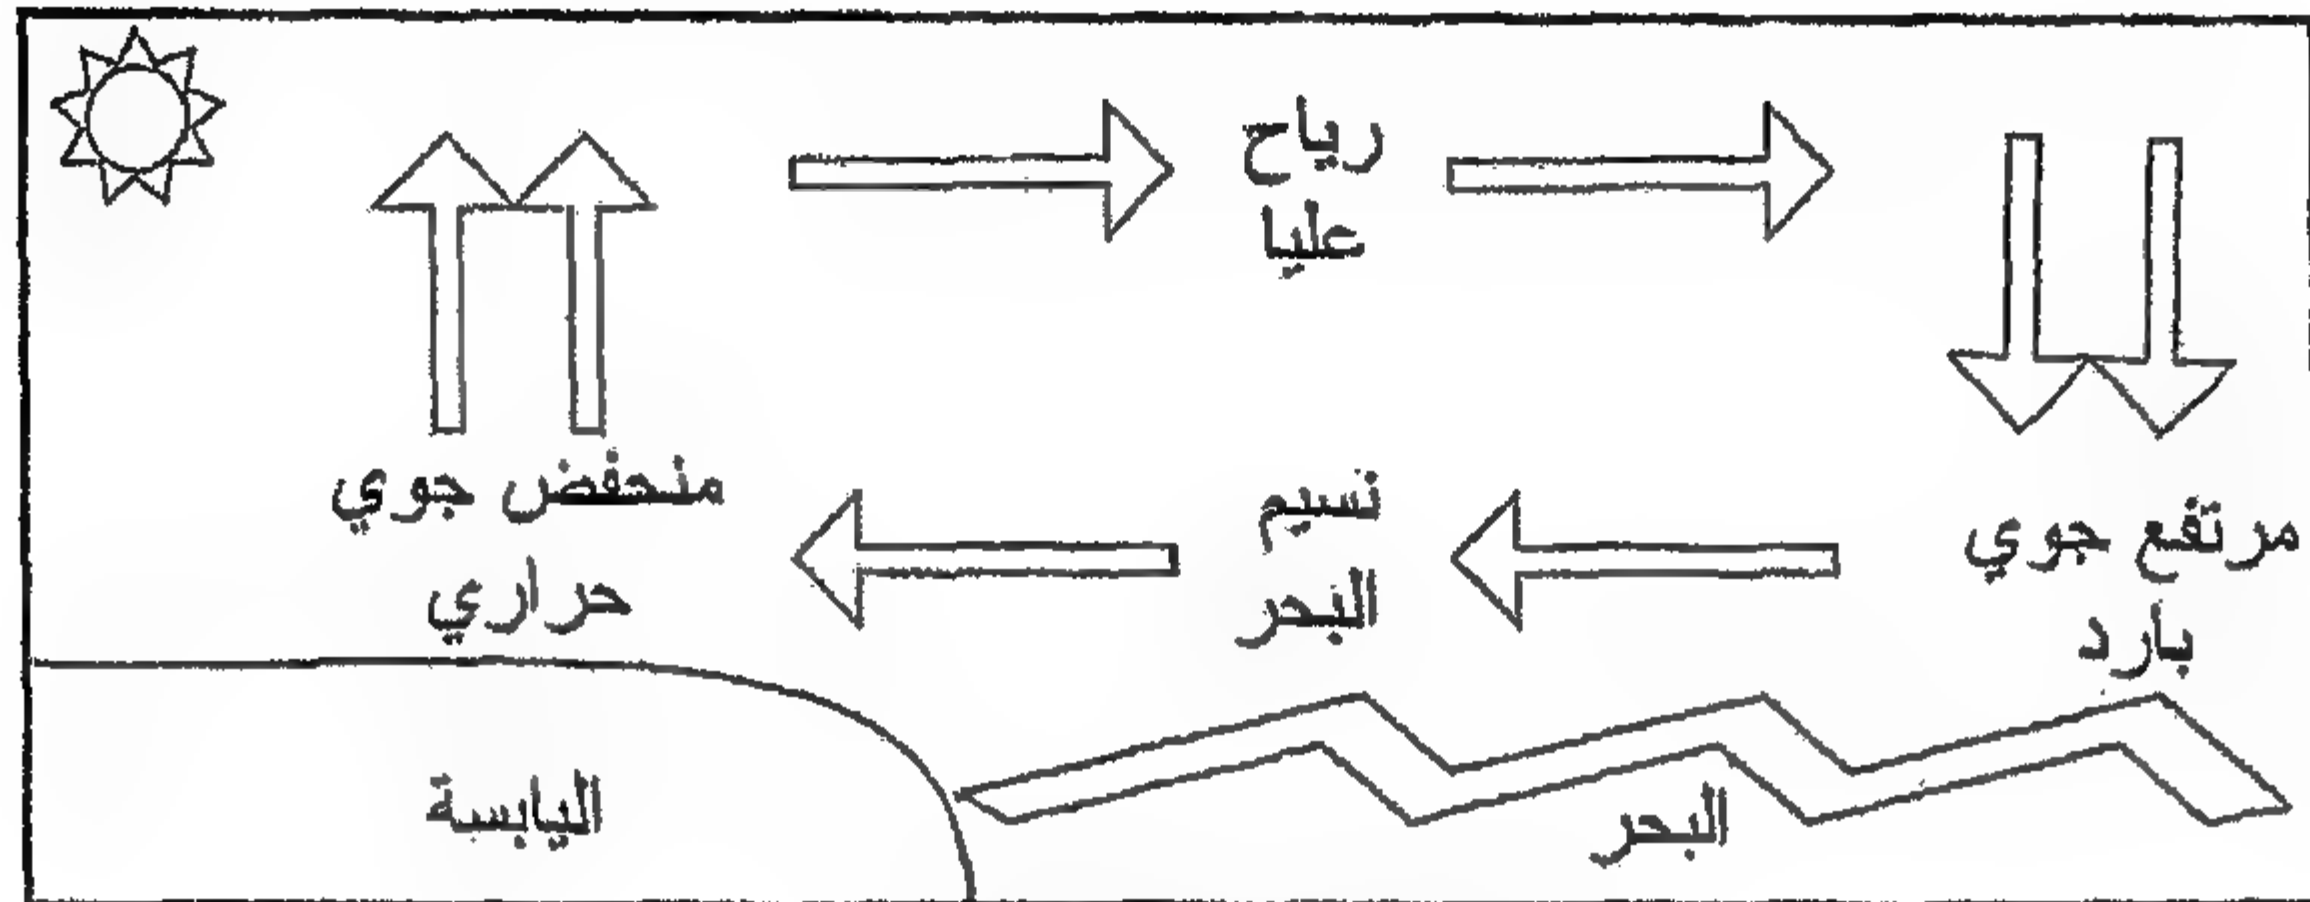 رياح
عليا
منخفض جوي
حراري
نسيم
البحر
مرتفع جوي
بارد
اليابسة
البحر